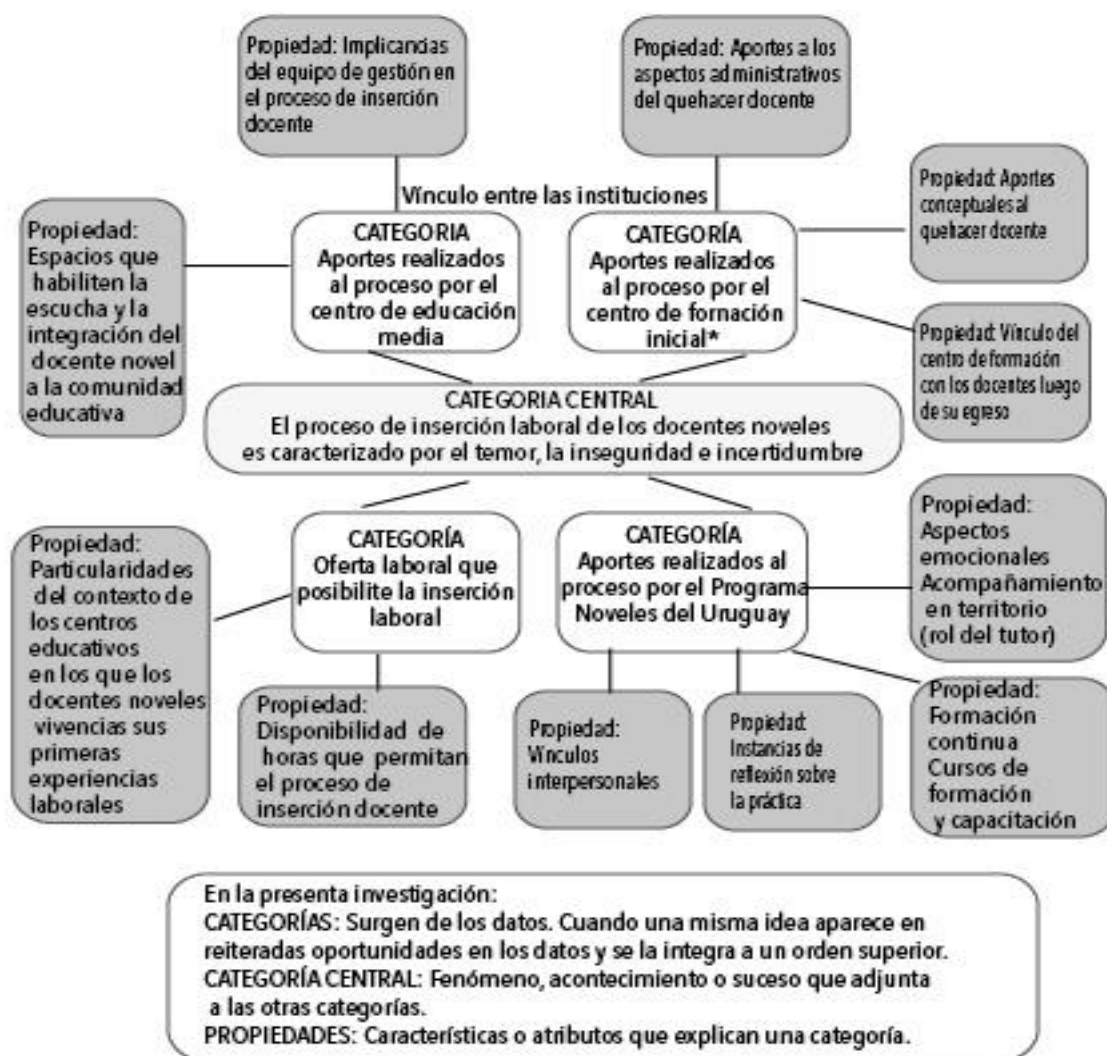 Propiedad: Implicancias
del equipo de gestión en
el proceso de inserción
docente
Propiedad: Aportes a los
aspectos administrativos
del quehacer docente
Vínculo entre las instituciones
Propiedad: Aportes
conceptuales al
quehacer docente
Propiedad:
Espacios que
habiliten la
escucha y la
integración del
docente novel
a la comunidad
educativa
CATEGORIA
Aportes realizados
al proceso por el
centro de educación
media
CATEGORÍA
Aportes realizados
al proceso por el
centro de formación
inicial*
Propiedad: Vínculo del
centro de formación
con los docentes luego
de su egreso
CATEGORIA CENTRAL
El proceso de inserción laboral de los docentes noveles
es caracterizado por el temor, la inseguridad e incertidumbre
Propiedad:
Particularidades
del contexto de
los centros
educativos
en los que los
docentes noveles
vivencias sus
primeras
experiencias
laborales
CATEGORÍA
Oferta laboral que
posibilite la inserción
laboral
CATEGORÍA
Aportes realizados al
proceso por el Programa
Noveles del Uruguay
Propiedad:
Aspectos
emocionales
Acompañamiento
en territorio
(rol del tutor)
Propiedad:
Disponibilidad de
horas que permitan
el proceso de
inserción docente
Propiedad:
Vínculos
interpersonales
Propiedad:
Instancias de
reflexión sobre
la práctica
Propiedad:
Formación
continua
Cursos de
formación
y capacitación
En la presenta investigación:
CATEGORÍAS: Surgen de los datos. Cuando una misma idea aparece en
reiteradas oportunidades en los datos y se la integra a un orden superior.
CATEGORÍA CENTRAL: Fenómeno, acontecimiento o suceso que adjunta
a las otras categorías.
PROPIEDADES: Características o atributos que explican una categoría.